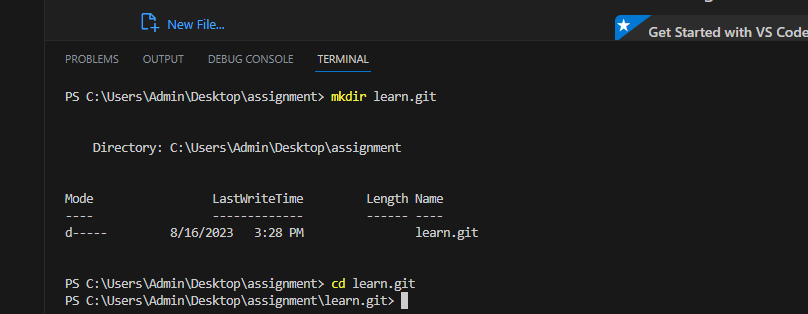 New File...
Get Started with VS Code
PROBLEMS OUTPUT DEBUG CONSOLE TERMINAL
PS C:\Users\Admin\Desktop\assignment> mkdir learn.git
Directory: C:\Users\Admin\Desktop\assignment
Mode LastWriteTime Length Name
---- ------------- ------ ----
d----- 8/16/2023 3:28 PM learn.git
PS C:\Users\Admin\Desktop\assignment> cd learn.git
PS C:\Users\Admin\Desktop\assignment\learn.git>